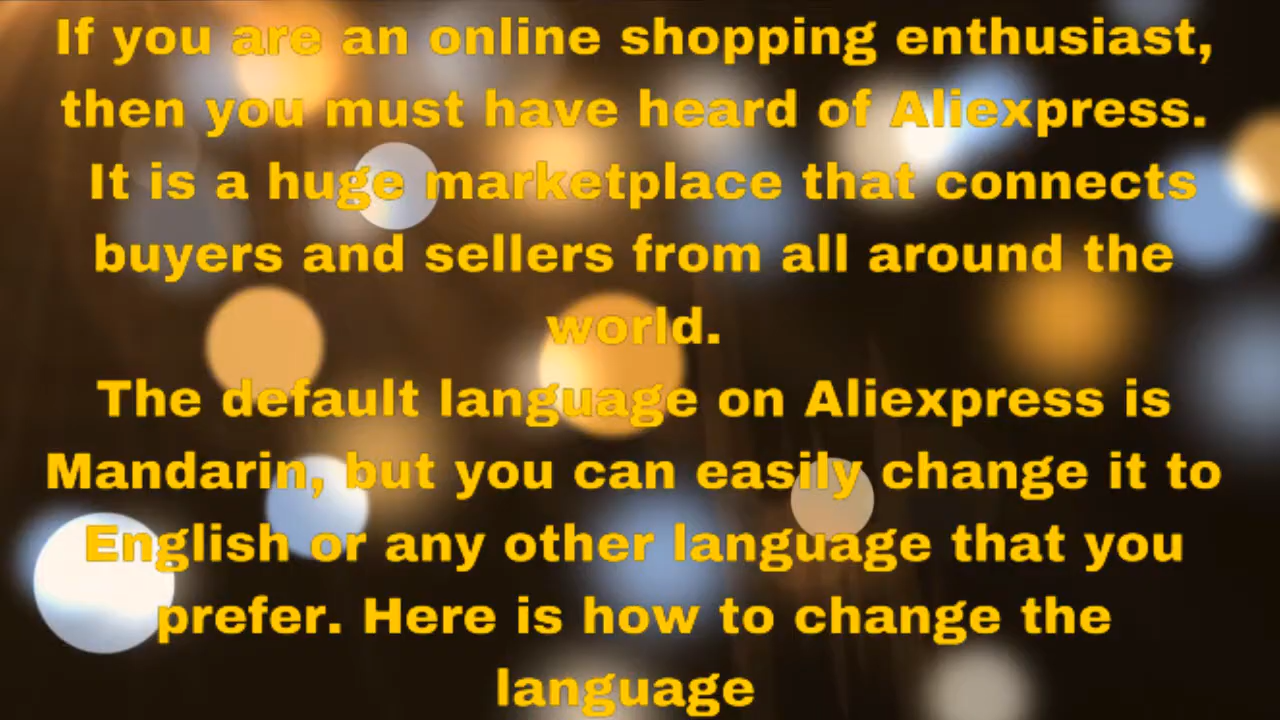 If you are an online shopping enthusiast,
then you must have heard of Aliexpress.
It is a huge marketplace that connects
buyers and sellers from all around the
world.
The default language on Aliexpress is
Mandarin, but you can easily change it to
English or any other language that you
prefer. Here is how to change the
language